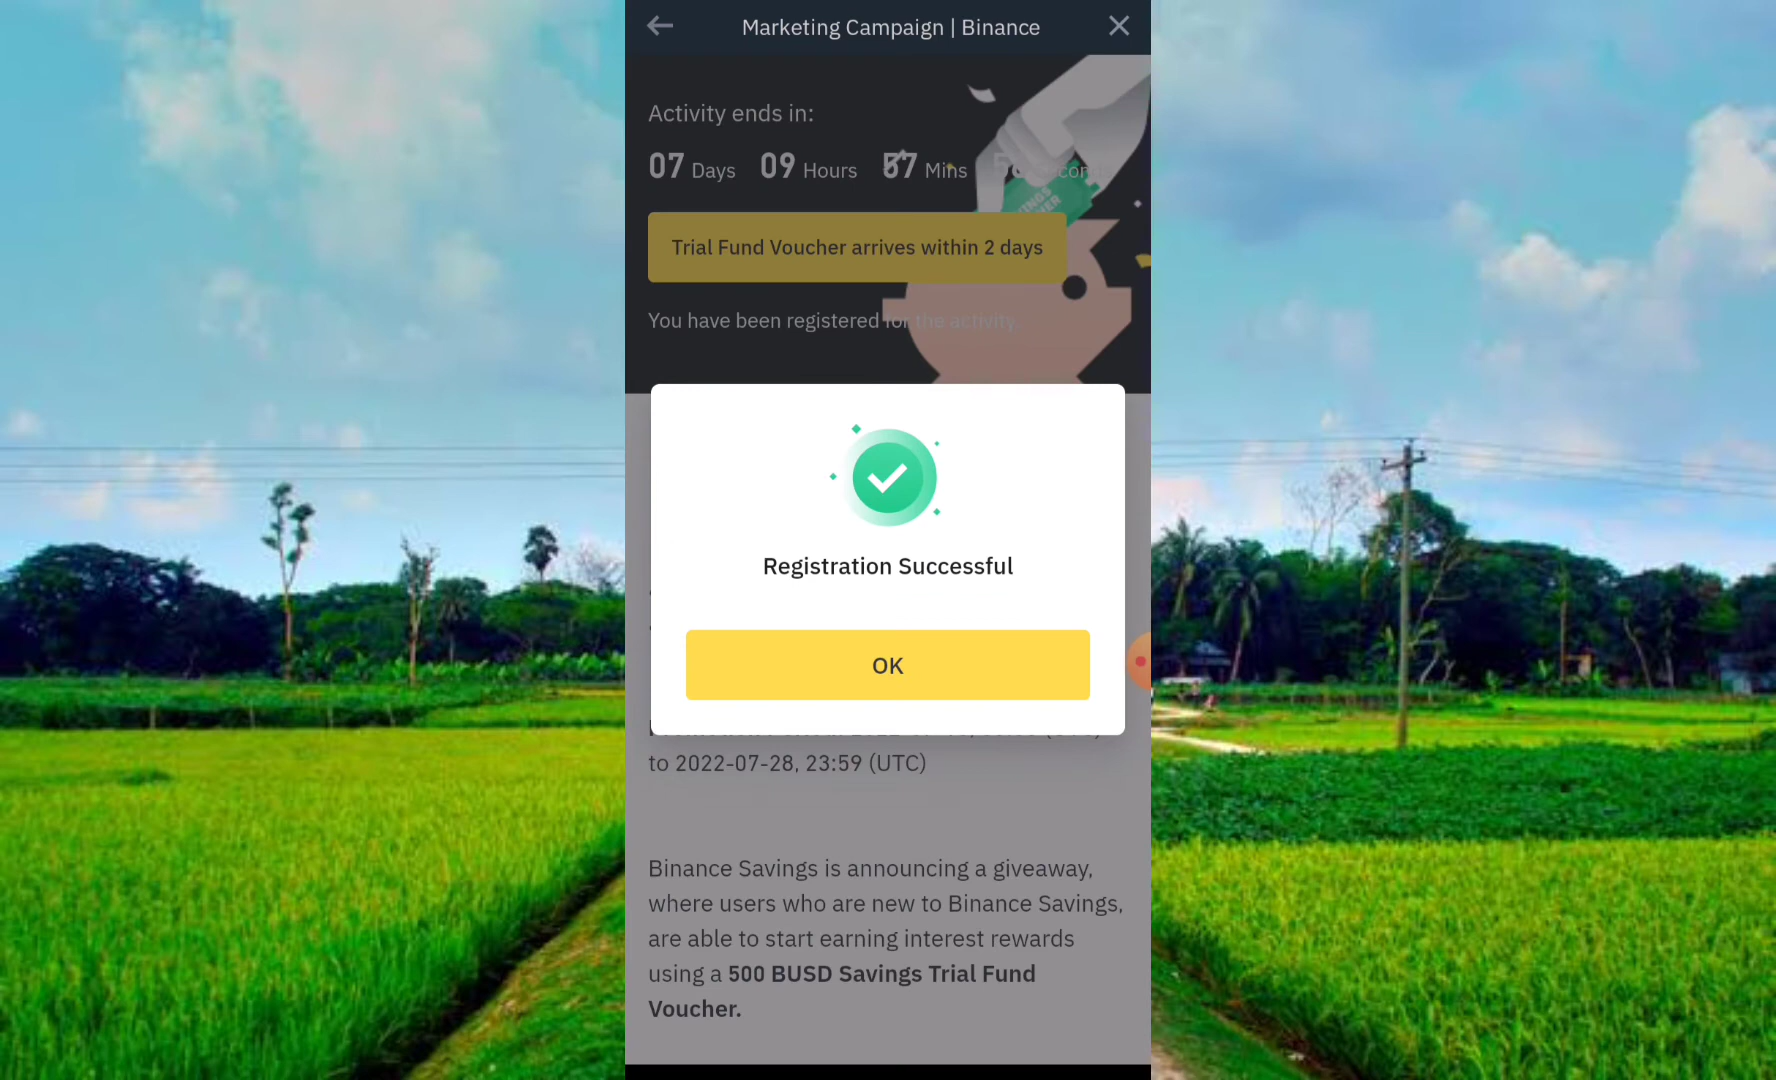 Marketing Campaign | Binance
Activity ends in:
07 Days 09 Hours 57 Mins
Trial Fund Voucher arrives within 2 days
You have been registered for the activity.
Registration Successful
OK
to 2022-07-28, 23:59 (UTC)
Binance Savings is announcing a giveaway,
where users who are new to Binance Savings,
are able to start earning interest rewards
using a 500 BUSD Savings Trial Fund
Voucher.